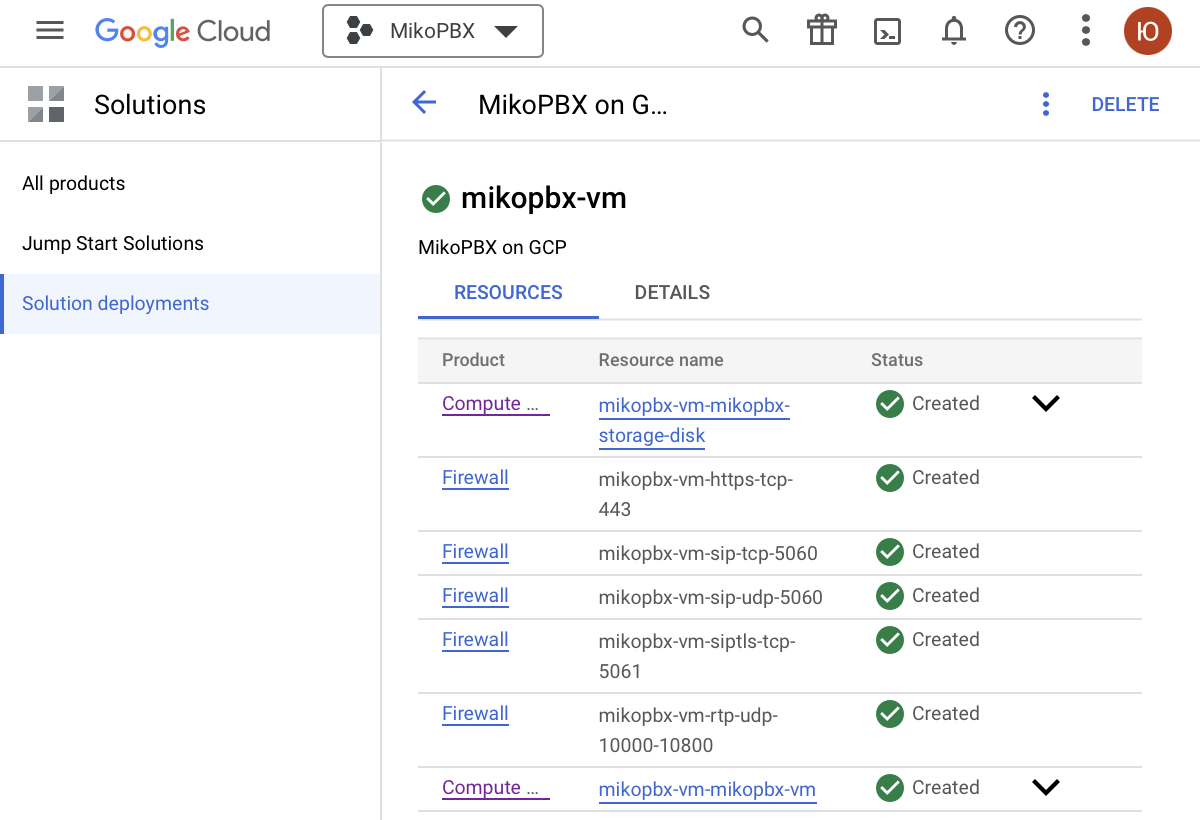 Google Cloud
MikoPBX
Ю
Solutions
MikoPBX on G...
DELETE
All products
Jump Start Solutions
Solution deployments
mikopbx-vm
MikoPBX on GCP
RESOURCES
DETAILS
Product
Resource name
Status
Compute ...
mikopbx-vm-mikopbx-
storage-disk
Created
Firewall
mikopbx-vm-https-tcp-
443
Created
Firewall
mikopbx-vm-sip-tcp-5060
Created
Firewall
mikopbx-vm-sip-udp-5060
Created
Firewall
mikopbx-vm-siptls-tcp-
5061
Created
Firewall
mikopbx-vm-rtp-udp-
10000-10800
Created
Compute ...
mikopbx-vm-mikopbx-vm
Created